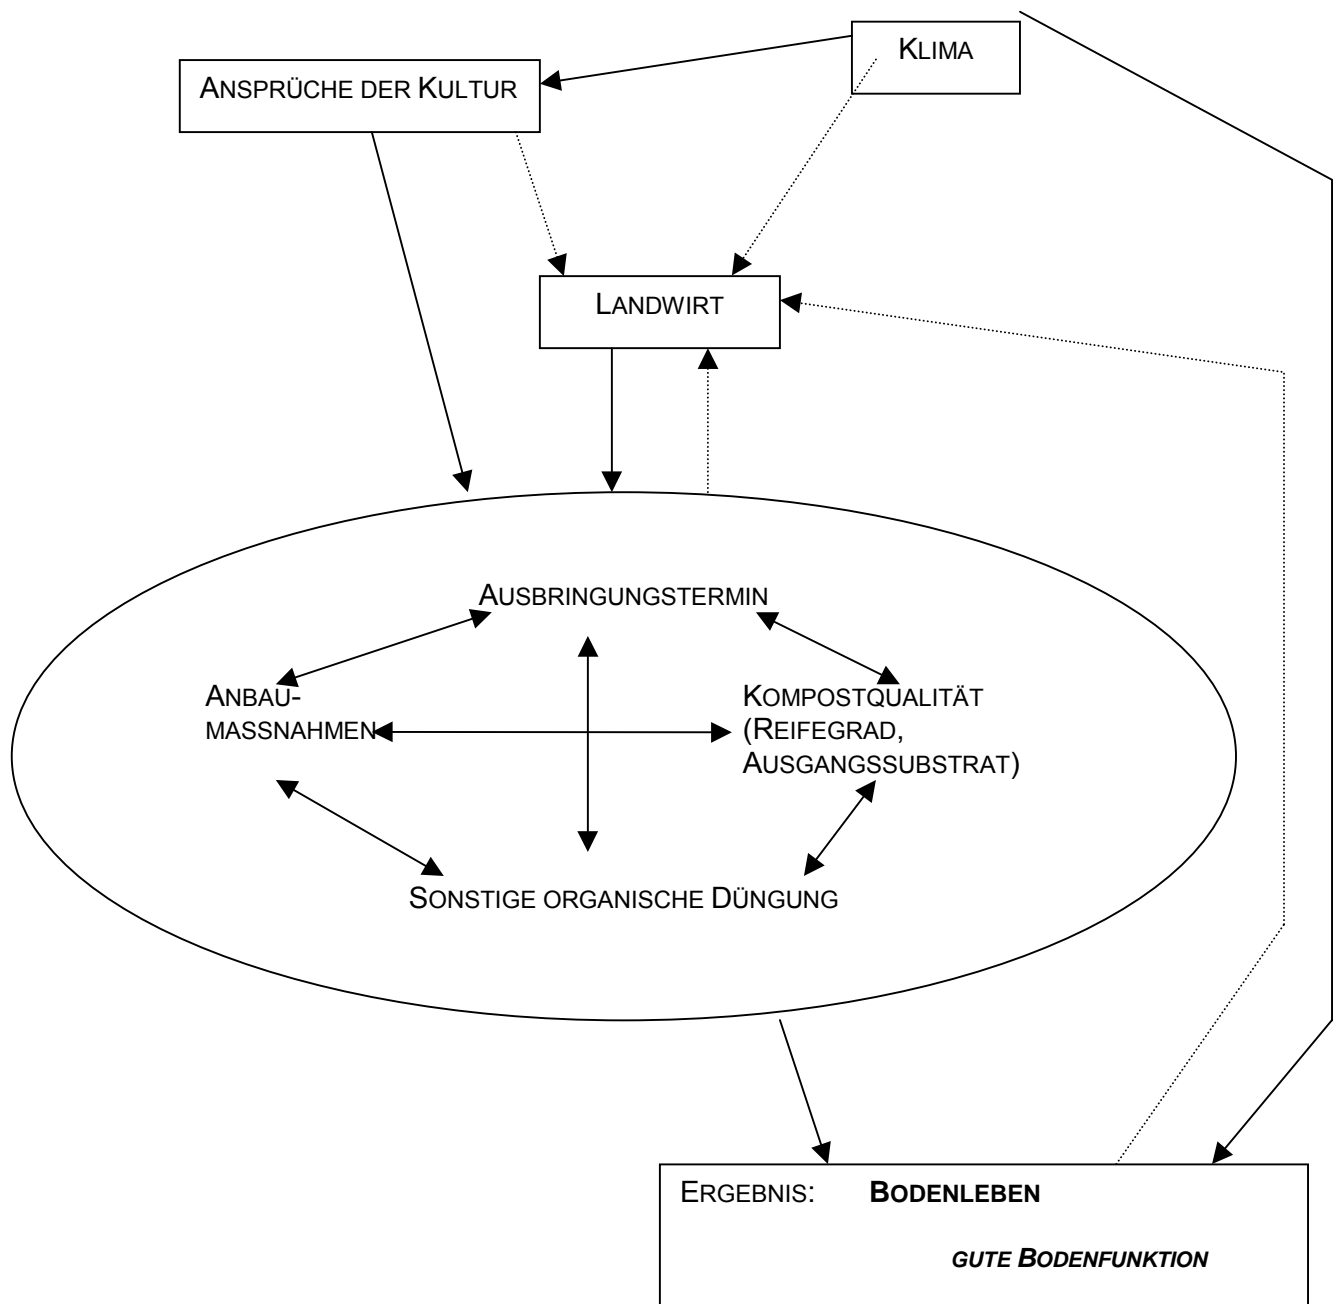 KLIMA
ANSPRÜCHE DER KULTUR
LANDWIRT
AUSBRINGUNGSTERMIN
ANBAU-
MASSNAHMEN
KOMPOSTQUALITÄT
(REIFEGRAD,
AUSGANGSSUBSTRAT)
SONSTIGE ORGANISCHE DÜNGUNG
ERGEBNIS: BODENLEBEN
GUTE BODENFUNKTION